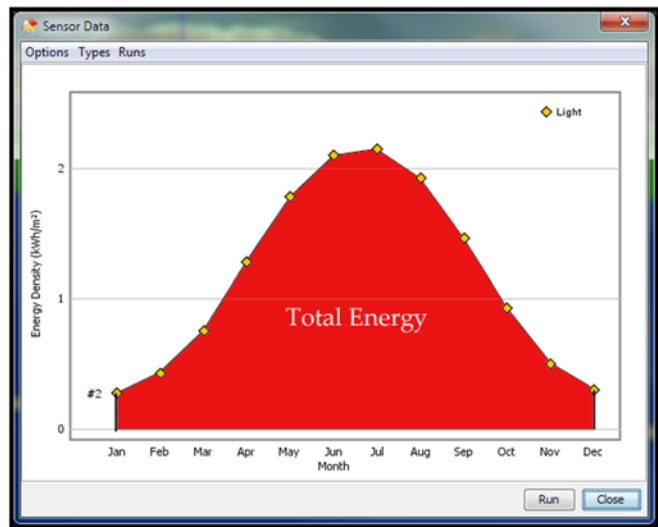 Sensor Data
Options Types Runs
Light
2
1
0
Energy Density (kWh/m²)
Total Energy
#2
Jan Feb Mar Apr May Jun Jul Aug Sep Oct Nov Dec
Month
Run Close